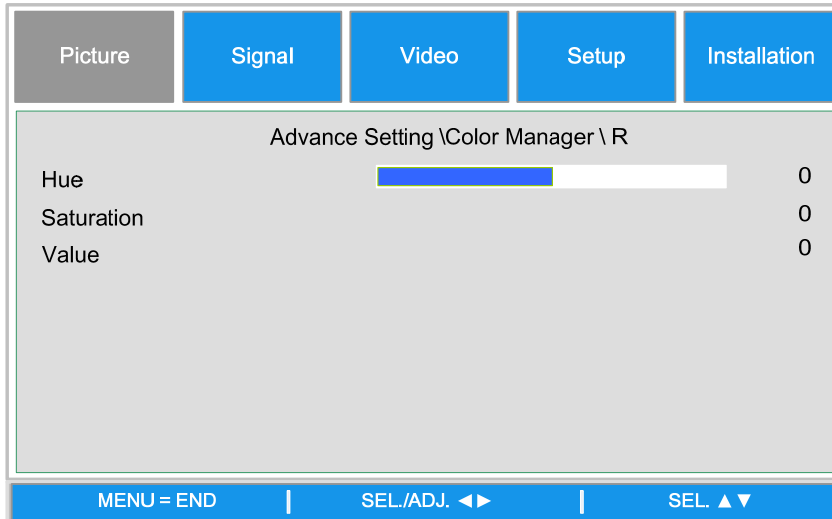 Picture Signal Video Setup Installation
Advance Setting \Color Manager \ R
Hue 0
Saturation 0
Value 0
MENU = END | SEL./ADJ. ◄► | SEL. ▲▼